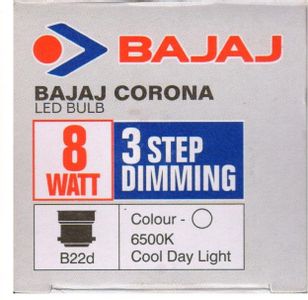 BAJAJ
BAJAJ CORONA
LED BULB
8 WATT
3 STEP DIMMING
B22d
Colour -
6500K
Cool Day Light